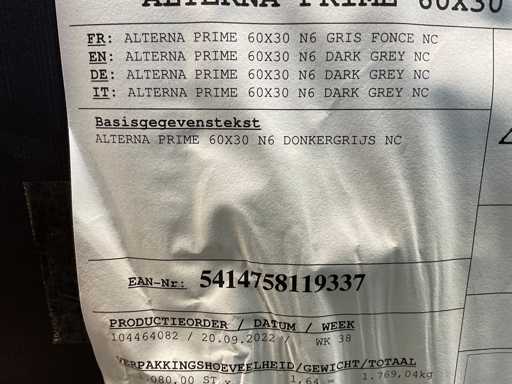 ALTERNA PRIME 60X30
FR: ALTERNA PRIME 60X30 N6 GRIS FONCE NC
EN: ALTERNA PRIME 60X30 N6 DARK GREY NC
DE: ALTERNA PRIME 60X30 N6 DARK GREY NC
IT: ALTERNA PRIME 60X30 N6 DARK GREY NC
Basisgegevenstekst
ALTERNA PRIME 60X30 N6 DONKERGRIJS NC
EAN-Nr: 5414758119337
PRODUCTIEORDER / DATUM / WEEK
104464082 / 20.09.2022 / WK 38
VERPAKKINGSHOEVEELHEID/GEWICHT/TOTAAL
1.080,00 ST x 1,64 = 1.769,04kg